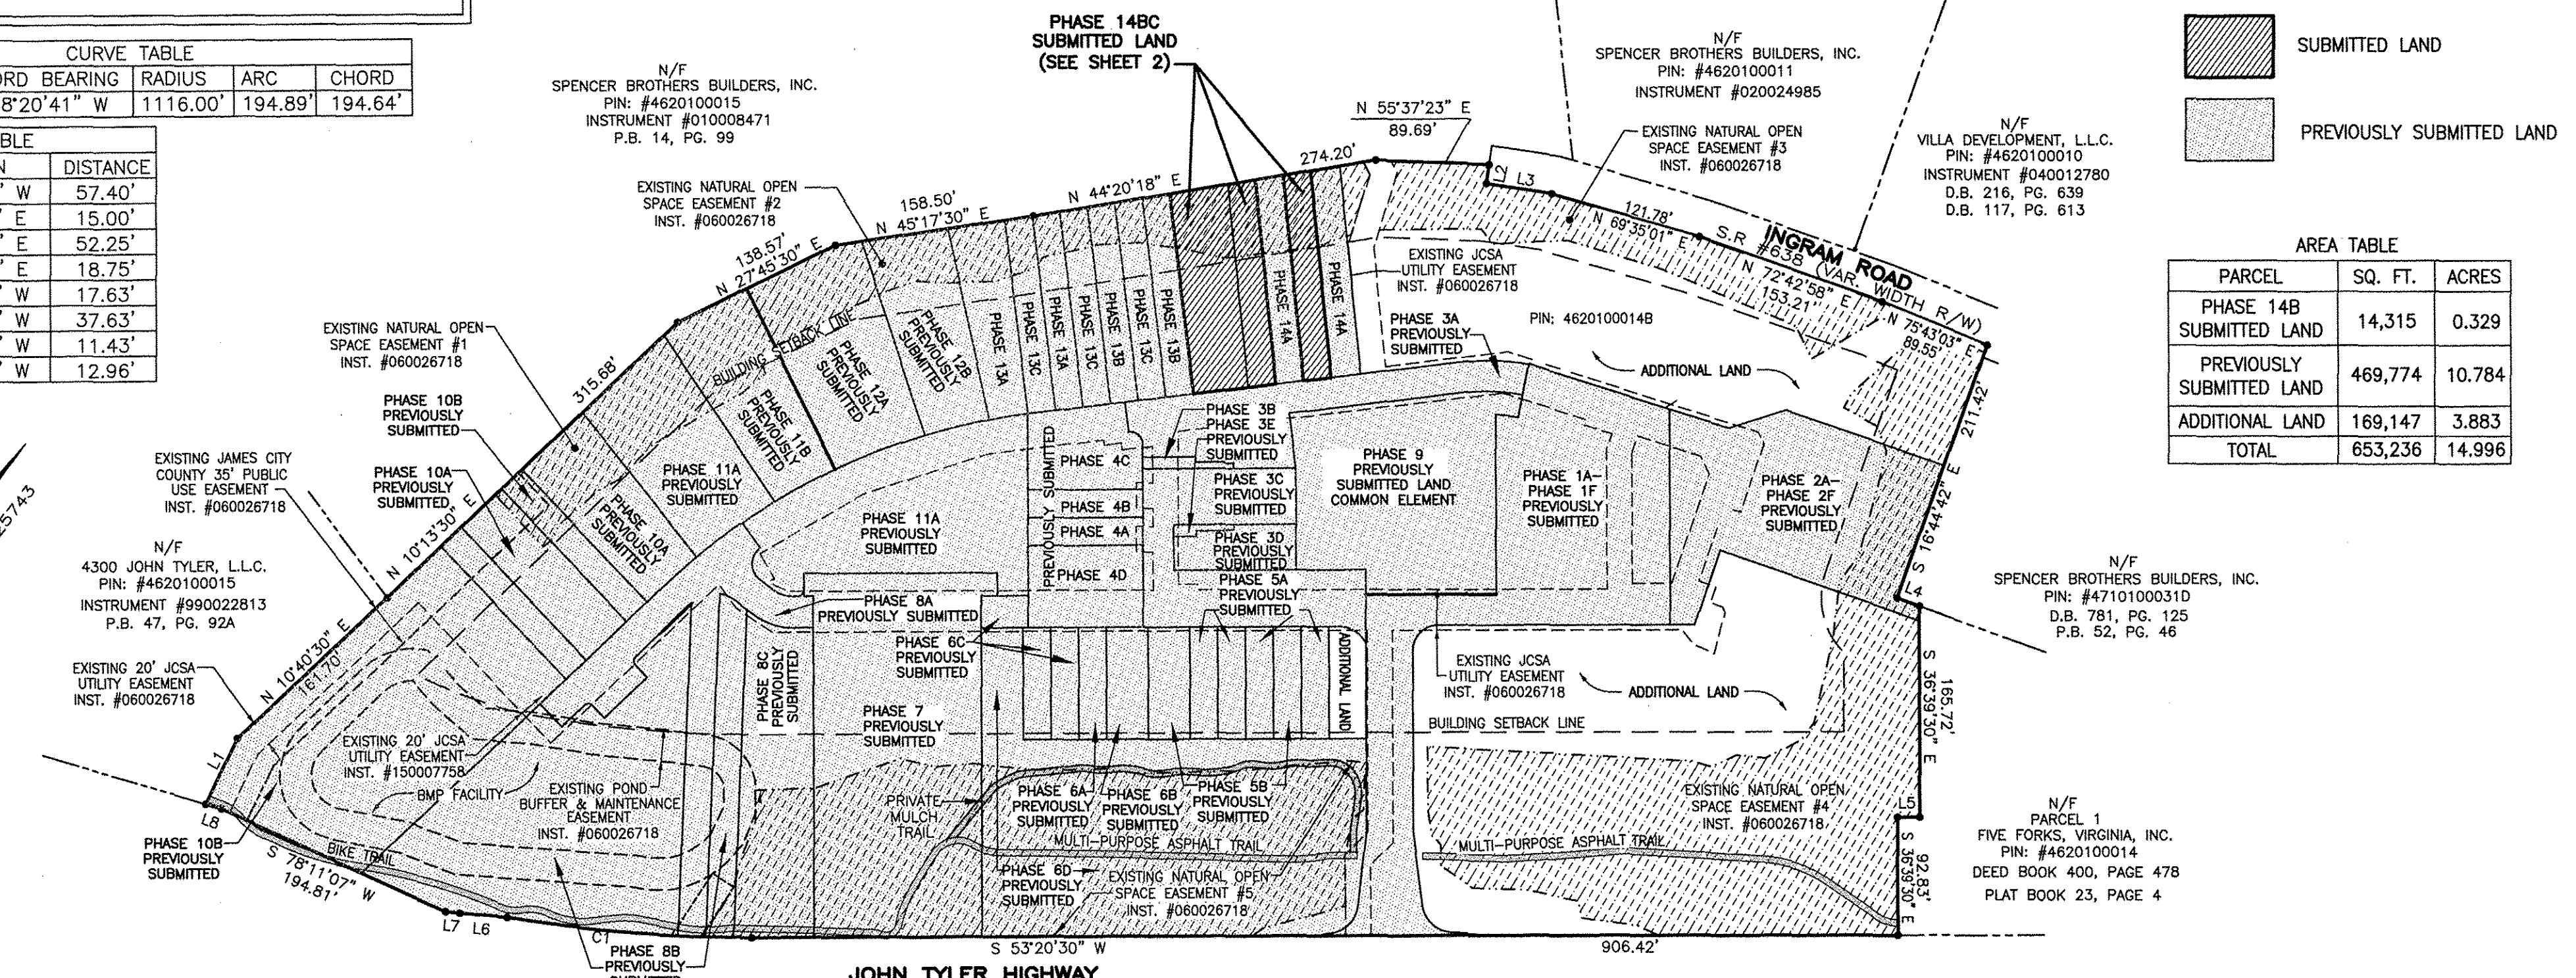 CURVE TABLE
ORD BEARING RADIUS ARC CHORD
8°20'41" W 1116.00' 194.89' 194.64'
BLE
N DISTANCE
' W 57.40'
' E 15.00'
' E 52.25'
' E 18.75'
' W 17.63'
' W 37.63'
' W 11.43'
' W 12.96'
25743
N/F
SPENCER BROTHERS BUILDERS, INC.
PIN: #4620100015
INSTRUMENT #010008471
P.B. 14, PG. 99
PHASE 14BC
SUBMITTED LAND
(SEE SHEET 2)
N/F
SPENCER BROTHERS BUILDERS, INC.
PIN: #4620100011
INSTRUMENT #020024985
N/F
VILLA DEVELOPMENT, L.L.C.
PIN: #4620100010
INSTRUMENT #040012780
D.B. 216, PG. 639
D.B. 117, PG. 613
SUBMITTED LAND
PREVIOUSLY SUBMITTED LAND
AREA TABLE
PARCEL SQ. FT. ACRES
PHASE 14B
SUBMITTED LAND 14,315 0.329
PREVIOUSLY
SUBMITTED LAND 469,774 10.784
ADDITIONAL LAND 169,147 3.883
TOTAL 653,236 14.996
EXISTING NATURAL OPEN
SPACE EASEMENT #3
INST. #060026718
N 55°37'23" E
89.69'
274.20'
N 44°20'18" E
158.50'
N 45°17'30" E
138.57'
N 27°45'30" E
315.68'
N 10°13'30" E
N 10°40'30" E
161.70'
L1
L2
L3
121.78'
N 69°35'01" E
S.R #638 (VAR. WIDTH R/W)
INGRAM ROAD
N 72°42'58" E
153.21'
N 75°43'03" E
89.55'
211.42'
S 16°44'42" E
L4
S 36°39'30" E
165.72'
L5
S 36°39'30" E
92.83'
EXISTING NATURAL OPEN
SPACE EASEMENT #2
INST. #060026718
EXISTING NATURAL OPEN
SPACE EASEMENT #1
INST. #060026718
PHASE 10B
PREVIOUSLY
SUBMITTED
PHASE 10A
PREVIOUSLY
SUBMITTED
EXISTING JAMES CITY
COUNTY 35' PUBLIC
USE EASEMENT
INST. #060026718
N/F
4300 JOHN TYLER, L.L.C.
PIN: #4620100015
INSTRUMENT #990022813
P.B. 47, PG. 92A
EXISTING 20' JCSA
UTILITY EASEMENT
INST. #060026718
BUILDING SETBACK LINE
PHASE 10A
PREVIOUSLY
SUBMITTED
PHASE 11A
PREVIOUSLY
SUBMITTED
PHASE 11B
PREVIOUSLY
SUBMITTED
PHASE 12A
PREVIOUSLY
SUBMITTED
PHASE 12B
PREVIOUSLY
SUBMITTED
PHASE 13A
PHASE 13C
PHASE 13A
PHASE 13C
PHASE 13B
PHASE 13C
PHASE 13B
PHASE 14A
PHASE 14A
EXISTING JCSA
UTILITY EASEMENT
INST. #060026718
PHASE 3A
PREVIOUSLY
SUBMITTED
PIN: 4620100014B
ADDITIONAL LAND
PHASE 11A
PREVIOUSLY
SUBMITTED
PREVIOUSLY SUBMITTED
PHASE 4C
PHASE 4B
PHASE 4A
PHASE 4D
PHASE 3B
PHASE 3E
PREVIOUSLY
SUBMITTED
PHASE 3C
PREVIOUSLY
SUBMITTED
PHASE 3D
PREVIOUSLY
SUBMITTED
PHASE 5A
PREVIOUSLY
SUBMITTED
PHASE 9
PREVIOUSLY
SUBMITTED LAND
COMMON ELEMENT
PHASE 1A-
PHASE 1F
PREVIOUSLY
SUBMITTED
PHASE 2A-
PHASE 2F
PREVIOUSLY
SUBMITTED
N/F
SPENCER BROTHERS BUILDERS, INC.
PIN: #4710100031D
D.B. 781, PG. 125
P.B. 52, PG. 46
PHASE 8A
PREVIOUSLY SUBMITTED
PHASE 6C
PREVIOUSLY
SUBMITTED
PHASE 8C
PREVIOUSLY
SUBMITTED
PHASE 7
PREVIOUSLY
SUBMITTED
ADDITIONAL LAND
EXISTING JCSA
UTILITY EASEMENT
INST. #060026718
ADDITIONAL LAND
BUILDING SETBACK LINE
EXISTING 20' JCSA
UTILITY EASEMENT
INST. #150007758
BMP FACILITY
EXISTING POND
BUFFER & MAINTENANCE
EASEMENT
INST. #060026718
PRIVATE
MULCH
TRAIL
PHASE 6A
PREVIOUSLY
SUBMITTED
PHASE 6B
PREVIOUSLY
SUBMITTED
PHASE 5B
PREVIOUSLY
SUBMITTED
MULTI-PURPOSE ASPHALT TRAIL
PHASE 6D
PREVIOUSLY
SUBMITTED
EXISTING NATURAL OPEN
SPACE EASEMENT #5
INST. #060026718
EXISTING NATURAL OPEN
SPACE EASEMENT #4
INST. #060026718
MULTI-PURPOSE ASPHALT TRAIL
N/F
PARCEL 1
FIVE FORKS, VIRGINIA, INC.
PIN: #4620100014
DEED BOOK 400, PAGE 478
PLAT BOOK 23, PAGE 4
L8
PHASE 10B
PREVIOUSLY
SUBMITTED
BIKE TRAIL
S 78°11'07" W
194.81'
L7
L6
C1
PHASE 8B
PREVIOUSLY
SUBMITTED
S 53°20'30" W
906.42'
JOHN TYLER HIGHWAY